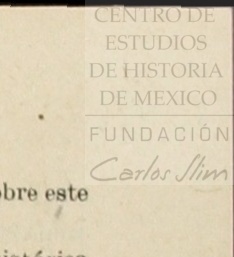 CENTRO DE
ESTUDIOS
DE HISTORIA
DE MEXICO
FUNDACIÓN
Carlos Slim
obre este